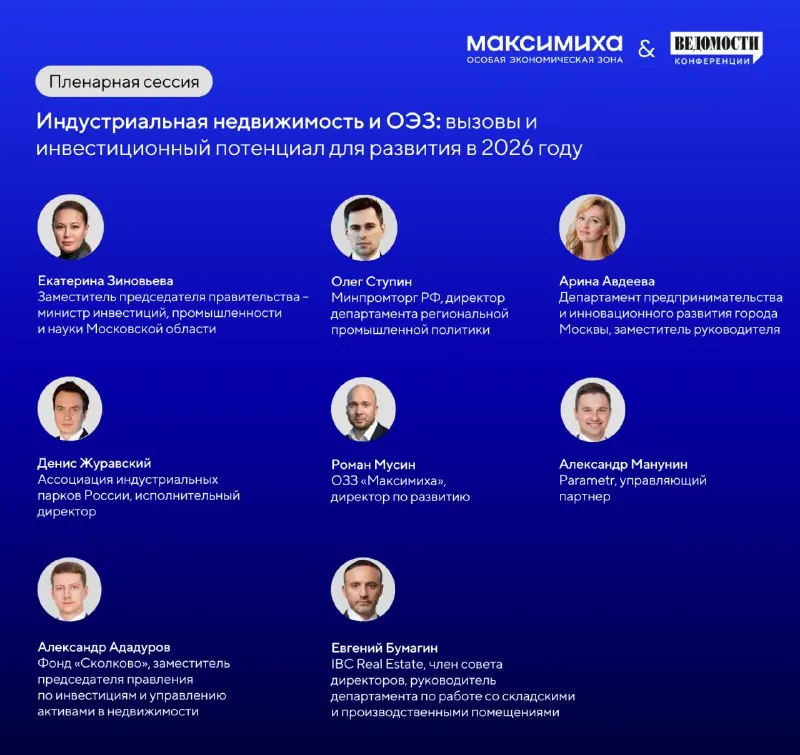 максимиха
ОСОБАЯ ЭКОНОМИЧЕСКАЯ ЗОНА
&
ВЕДОМОСТИ
КОНФЕРЕНЦИИ
Пленарная сессия
Индустриальная недвижимость и ОЭЗ: вызовы и
инвестиционный потенциал для развития в 2026 году
Екатерина Зиновьева
Заместитель председателя правительства –
министр инвестиций, промышленности
и науки Московской области
Олег Ступин
Минпромторг РФ, директор
департамента региональной
промышленной политики
Арина Авдеева
Департамент предпринимательства
и инновационного развития города
Москвы, заместитель руководителя
Денис Журавский
Ассоциация индустриальных
парков России, исполнительный
директор
Роман Мусин
ОЗЗ «Максимиха»,
директор по развитию
Александр Манунин
Parametr, управляющий
партнер
Александр Ададуров
Фонд «Сколково», заместитель
председателя правления
по инвестициям и управлению
активами в недвижимости
Евгений Бумагин
IBC Real Estate, член совета
директоров, руководитель
департамента по работе со складскими
и производственными помещениями